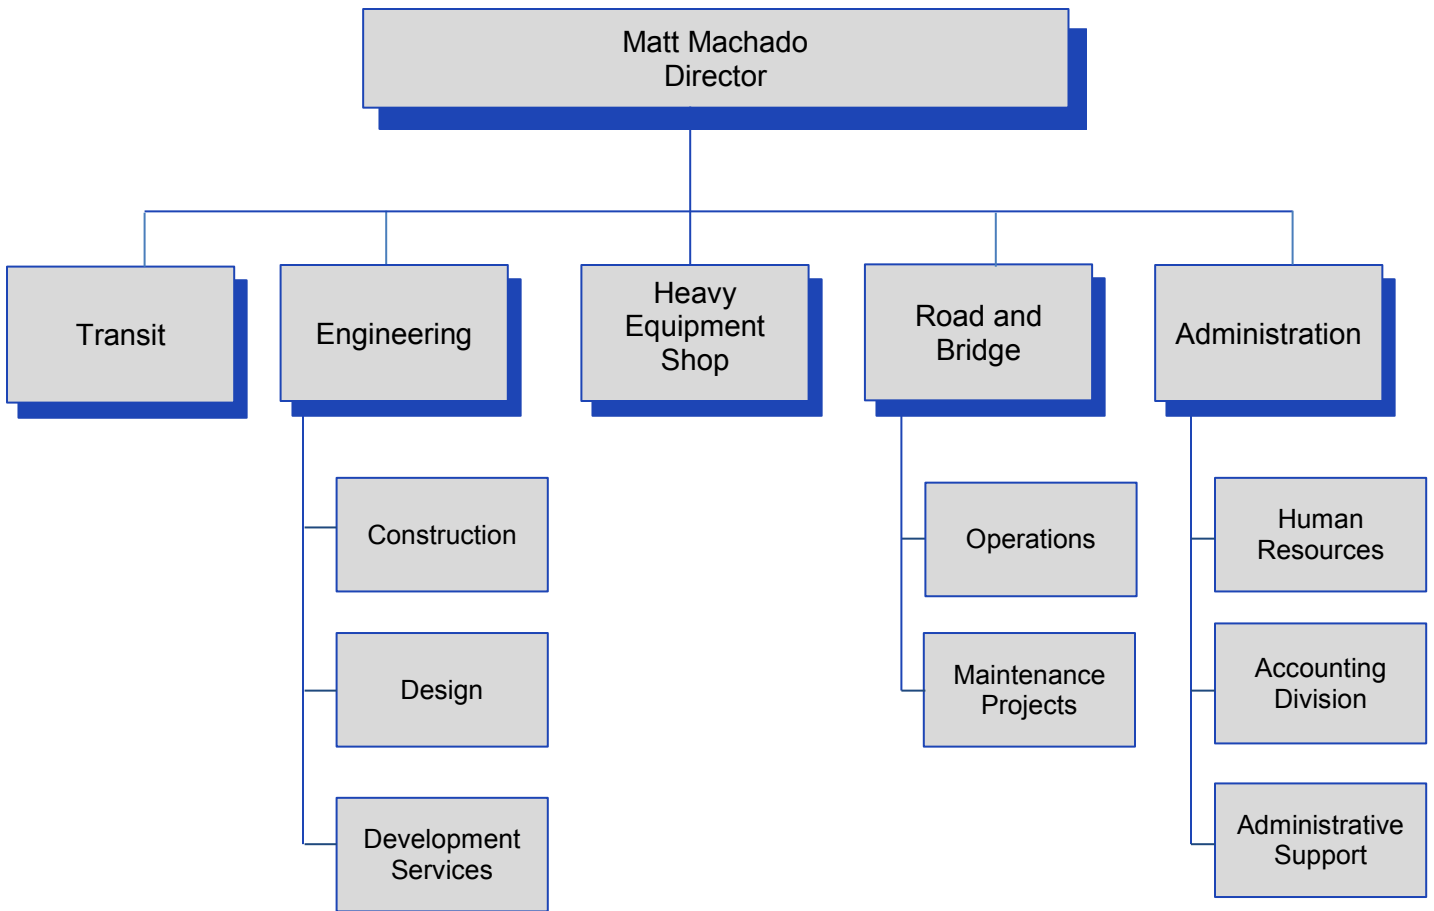 Matt Machado
Director
Transit
Engineering
Heavy
Equipment
Shop
Road and
Bridge
Administration
Construction
Design
Development
Services
Operations
Maintenance
Projects
Human
Resources
Accounting
Division
Administrative
Support